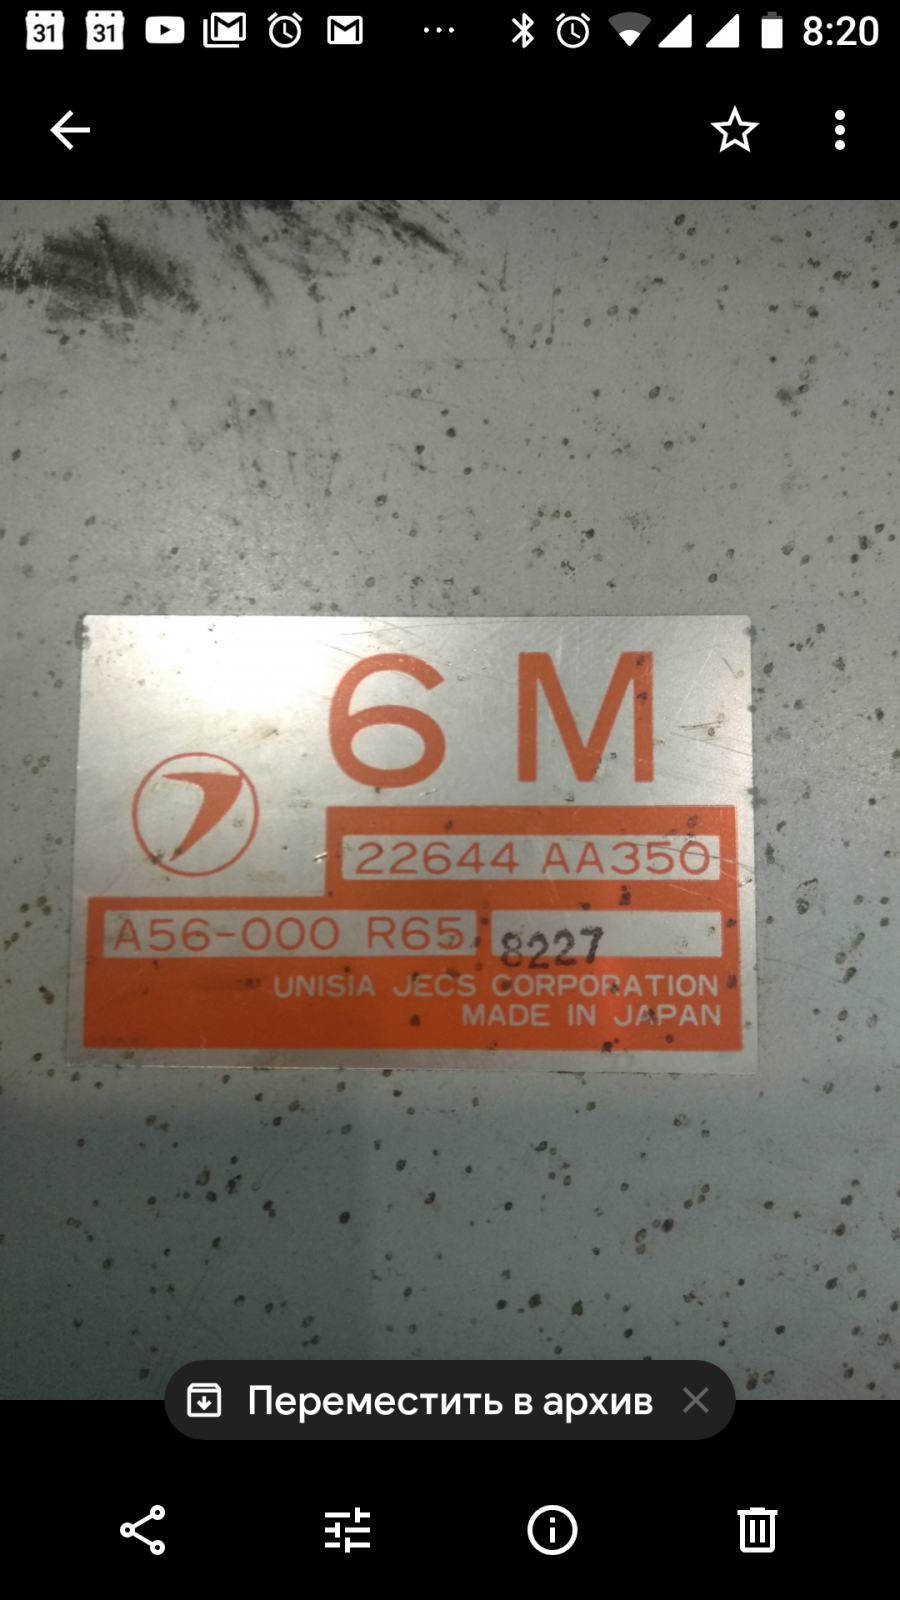 31
31
8:20
6 M
22644 AA350
A56-000 R65
8227
UNISIA JECS CORPORATION
MADE IN JAPAN
Переместить в архив